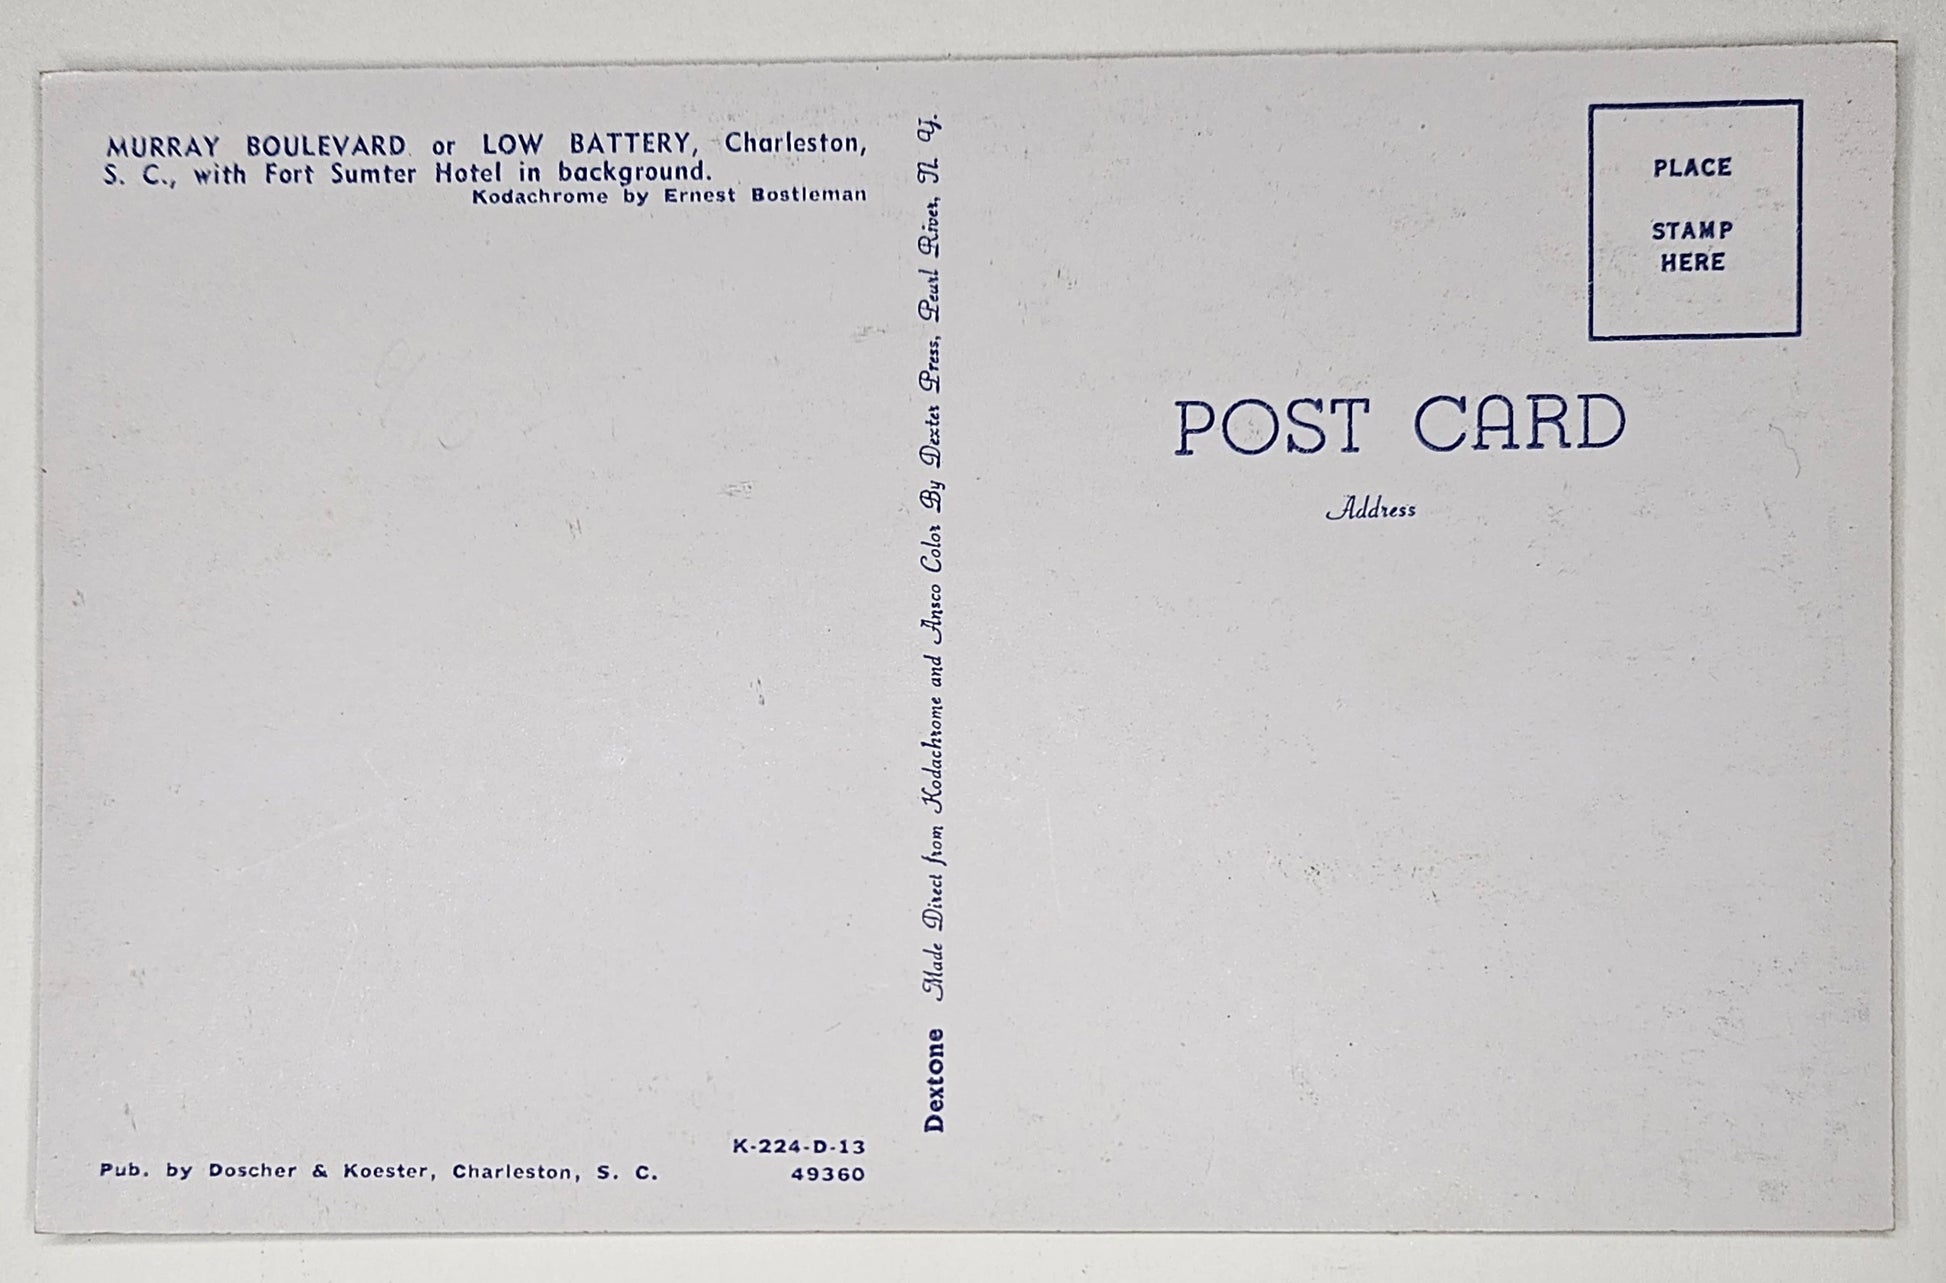 MURRAY BOULEVARD or LOW BATTERY, Charleston,
S. C., with Fort Sumter Hotel in background.
Kodachrome by Ernest Bostleman
K-224-D-13
Pub. by Doscher & Koester, Charleston, S. C.
49360
Dextone Made Direct from Kodachrome and Ansco Color By Dexter Press, Pearl River, N. Y.
PLACE
STAMP
HERE
POST CARD
Address